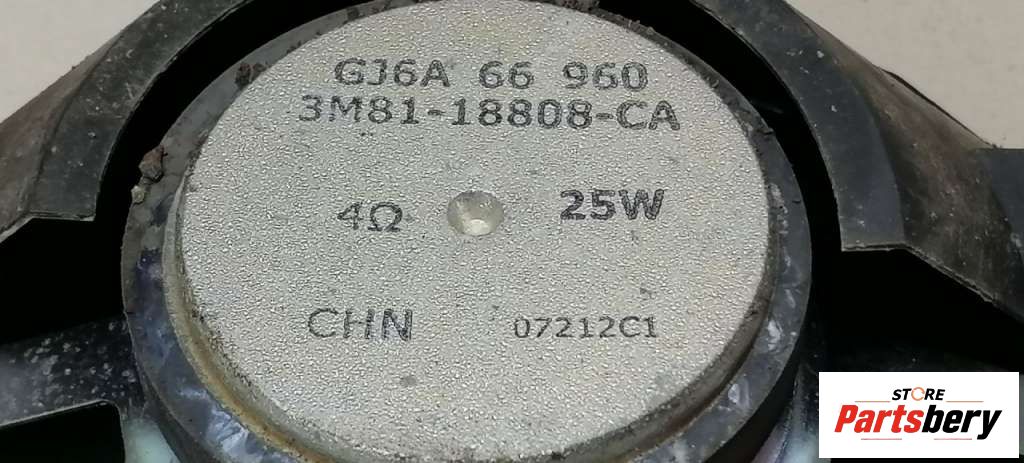 GJ6A 66 960
3M81-18808-CA
4Ω 25W
CHN 07212C1
STORE
Partsbery